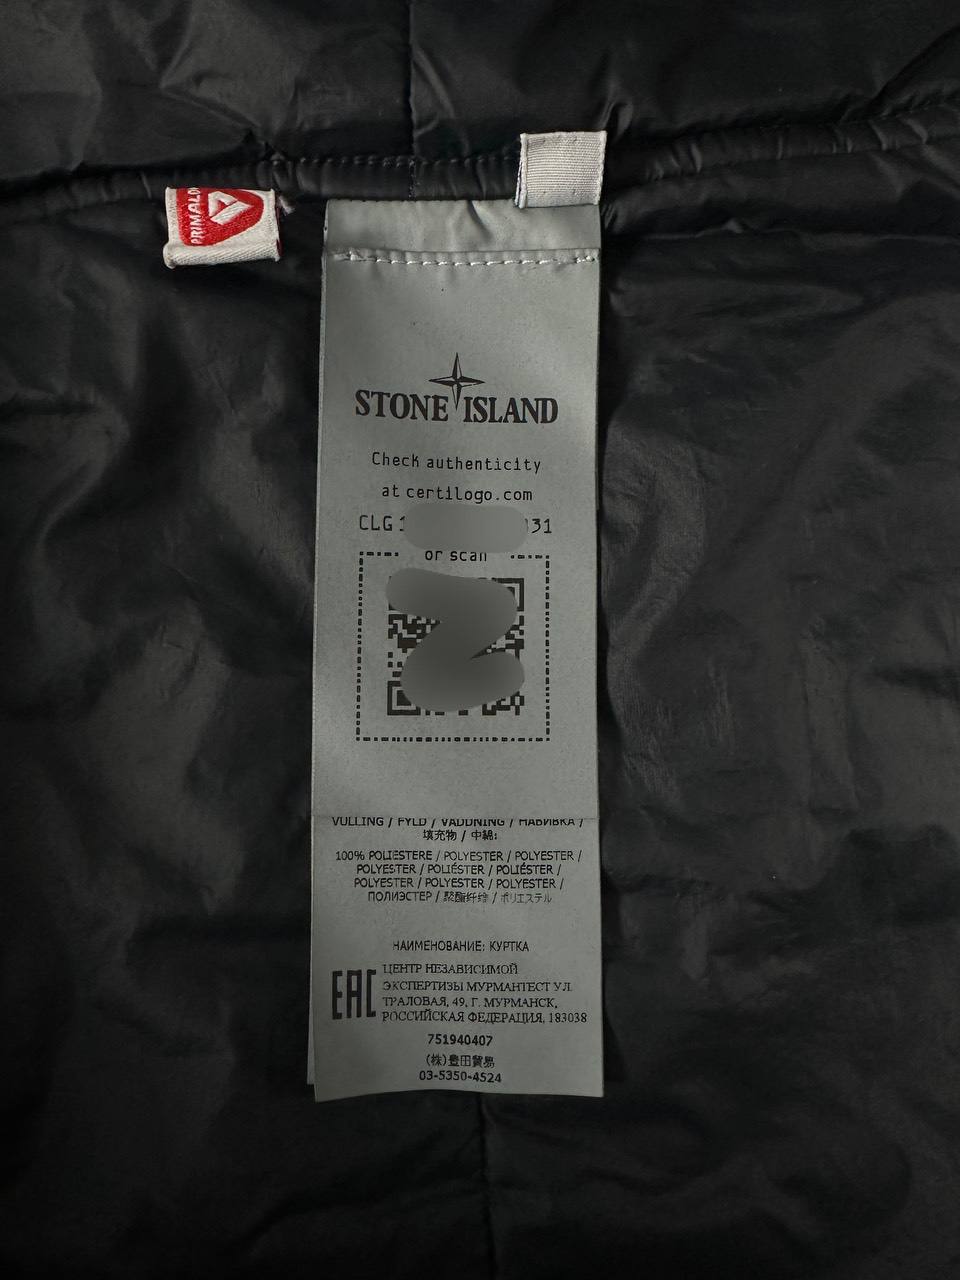 PRIMALO
STONE ISLAND
Check authenticity
at certilogo.com
CLG 1 031
or scan
VULLING / FYLD / VADDNING / НАБИВКА /
填充物 / 中綿:
100% POLIESTERE / POLYESTER / POLYESTER /
POLYESTER / POLIÉSTER / POLIÉSTER /
POLYESTER / POLYESTER / POLYESTER /
ПОЛИЭСТЕР / 聚酯纤维 / ポリエステル
НАИМЕНОВАНИЕ: КУРТКА
EAC
ЦЕНТР НЕЗАВИСИМОЙ
ЭКСПЕРТИЗЫ МУРМАНТЕСТ УЛ.
ТРАЛОВАЯ, 49, Г. МУРМАНСК,
РОССИЙСКАЯ ФЕДЕРАЦИЯ, 183038
751940407
(株)豊田貿易
03-5350-4524